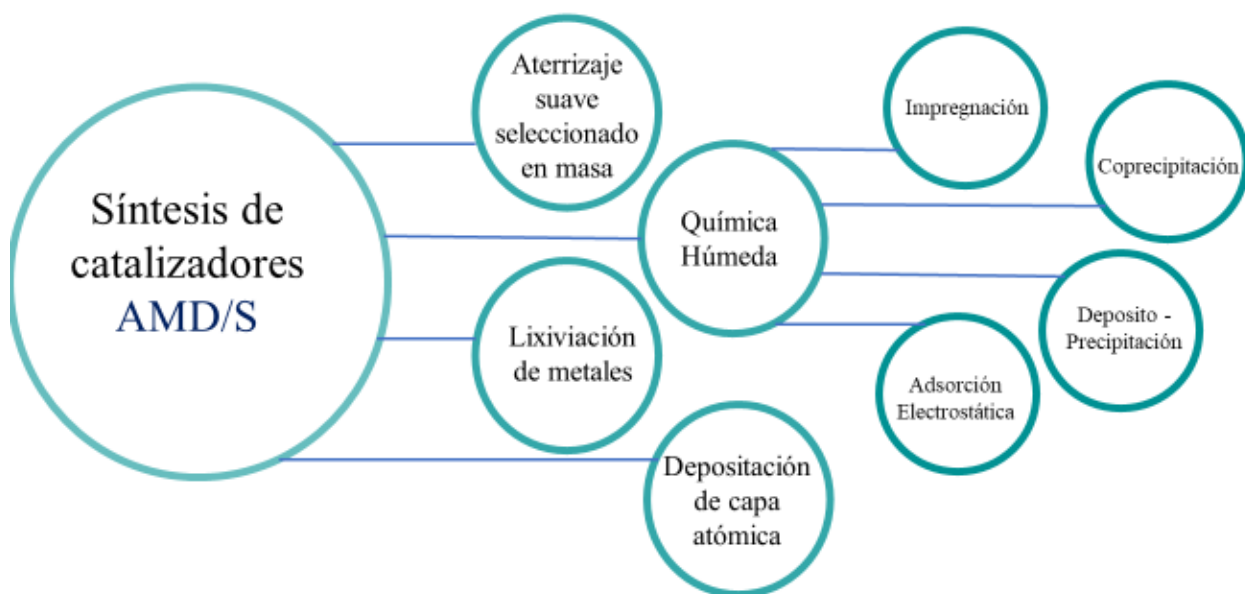 Síntesis de
catalizadores
AMD/S
Aterrizaje
suave
seleccionado
en masa
Química
Húmeda
Lixiviación
de metales
Depositación
de capa
atómica
Impregnación
Coprecipitación
Deposito -
Precipitación
Adsorción
Electrostática